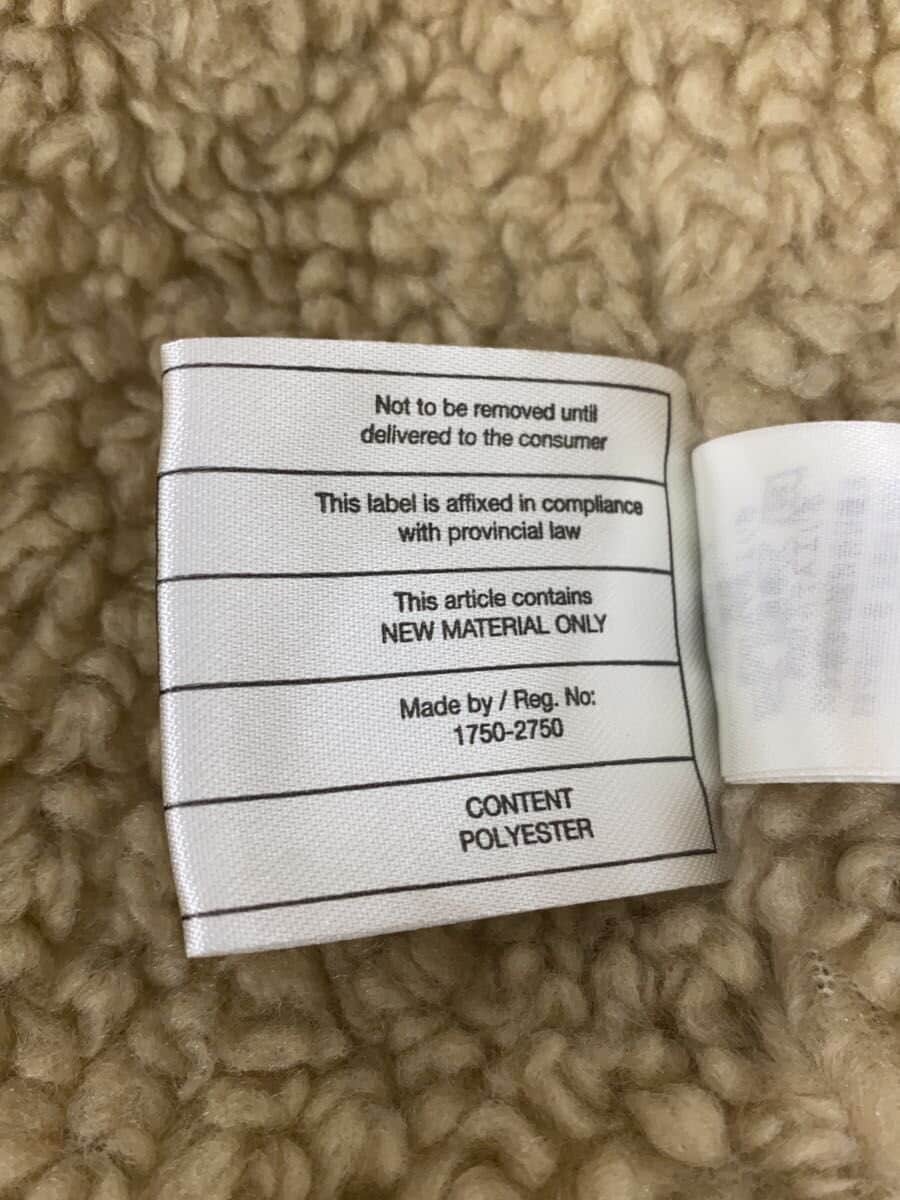 Not to be removed until
delivered to the consumer
This label is affixed in compliance
with provincial law
This article contains
NEW MATERIAL ONLY
Made by / Reg. No:
1750-2750
CONTENT
POLYESTER